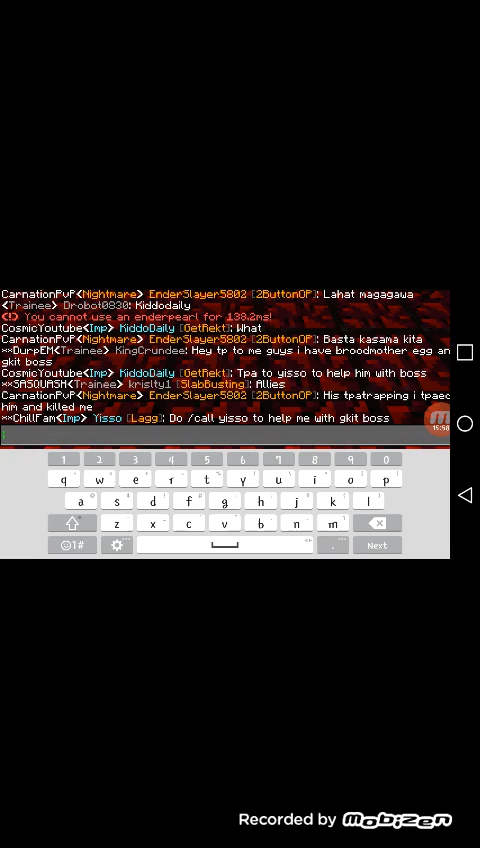 CarnationPvP<Nightmare> EnderSlayer5802 [2ButtonOP]: Lahat magagawa
<Trainee> Drobot0830: Kiddodaily
<!> You cannot use an enderpearl for 138.2ms!
CosmicYoutube<Imp> KiddoDaily [GetRekt]: What
CarnationPvP<Nightmare> EnderSlayer5802 [2ButtonOP]: Basta kasama kita
**DurpEM<Trainee> KingCrundee: Hey tp to me guys i have broodmother egg an
gkit boss
CosmicYoutube<Imp> KiddoDaily [GetRekt]: Tpa to yisso to help him with boss
**SASQUASH<Trainee> kristty1 [SlabBusting]: Allies
CarnationPvP<Nightmare> EnderSlayer5802 [2ButtonOP]: His tpatrapping i tpaed
him and killed me
**ChillFam<Imp> Yisso [Lagg]: Do /call yisso to help me with gkit boss
15:58
1 2 3 4 5 6 7 8 9 0
q w e r t y u i o p
a s d f g h j k l
z x c v b n m
☺1# . Next
Recorded by mobizen